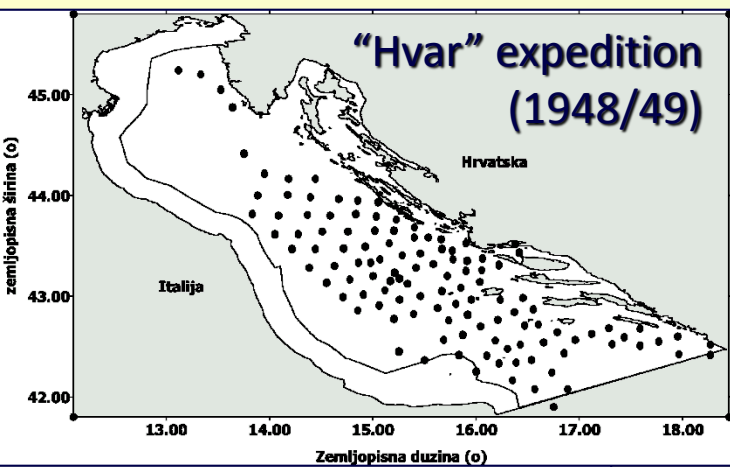 “Hvar” expedition
(1948/49)
45.00
Hrvatska
44.00
zemljopisna širina (o)
Italija
43.00
42.00
13.00 14.00 15.00 16.00 17.00 18.00
Zemljopisna duzina (o)